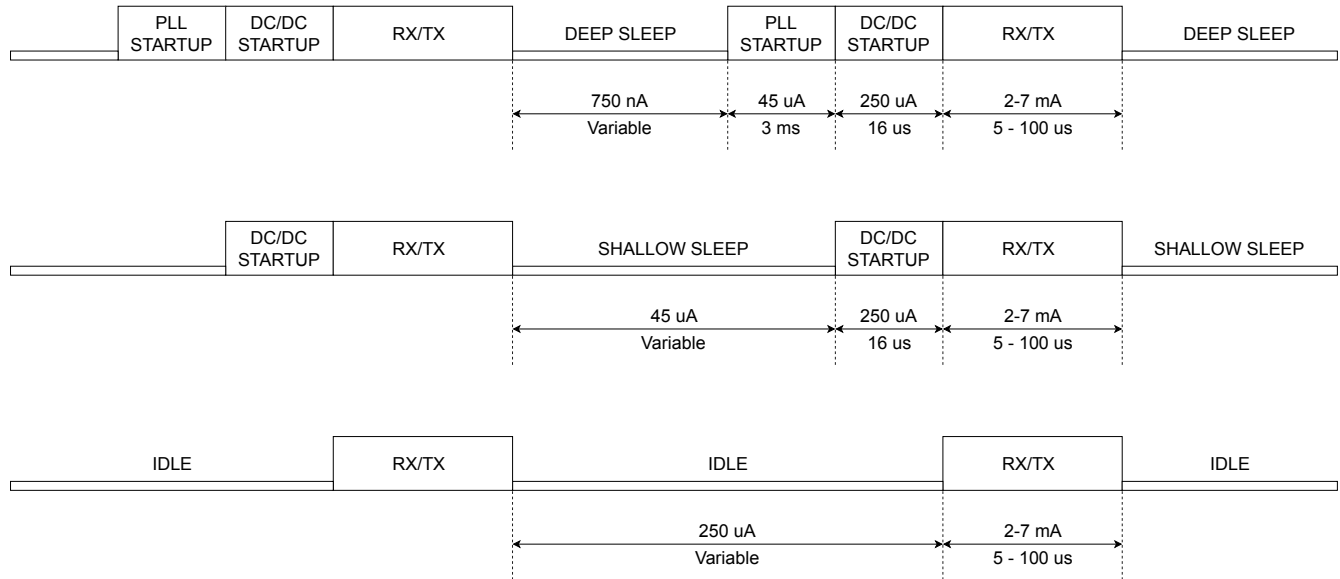 PLL
STARTUP
DC/DC
STARTUP
RX/TX
DEEP SLEEP
PLL
STARTUP
DC/DC
STARTUP
RX/TX
DEEP SLEEP
750 nA
Variable
45 uA
3 ms
250 uA
16 us
2-7 mA
5 - 100 us
DC/DC
STARTUP
RX/TX
SHALLOW SLEEP
DC/DC
STARTUP
RX/TX
SHALLOW SLEEP
45 uA
Variable
250 uA
16 us
2-7 mA
5 - 100 us
IDLE
RX/TX
IDLE
RX/TX
IDLE
250 uA
Variable
2-7 mA
5 - 100 us